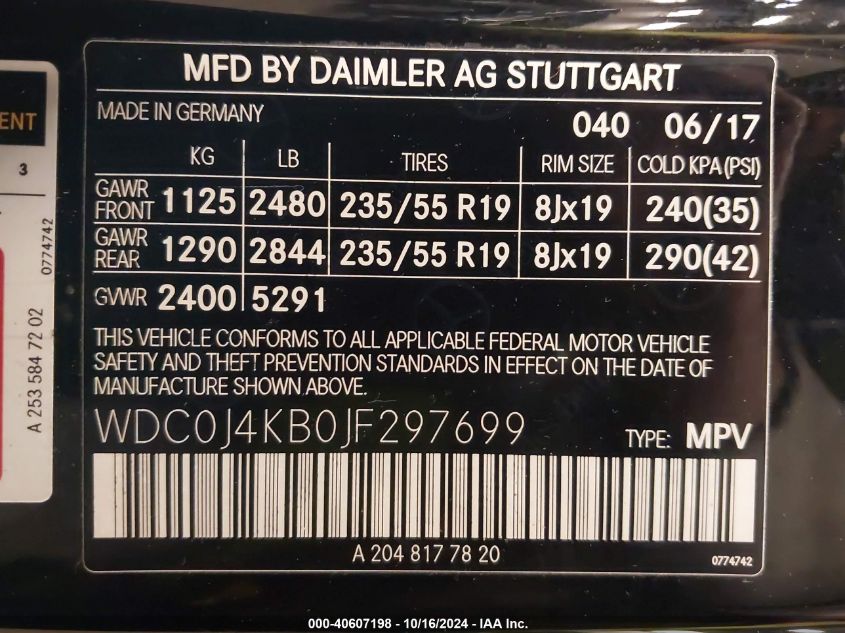 MFD BY DAIMLER AG STUTTGART
MADE IN GERMANY
040 06/17
KG LB TIRES RIM SIZE COLD KPA(PSI)
GAWR FRONT 1125 2480 235/55 R19 8Jx19 240(35)
GAWR REAR 1290 2844 235/55 R19 8Jx19 290(42)
GVWR 2400 5291
THIS VEHICLE CONFORMS TO ALL APPLICABLE FEDERAL MOTOR VEHICLE
SAFETY AND THEFT PREVENTION STANDARDS IN EFFECT ON THE DATE OF
MANUFACTURE SHOWN ABOVE.
WDC0J4KB0JF297699 TYPE: MPV
A 204 817 78 20
0774742
ENT
3
A 253 584 72 02 0774742
000-40607198 - 10/16/2024 - IAA Inc.